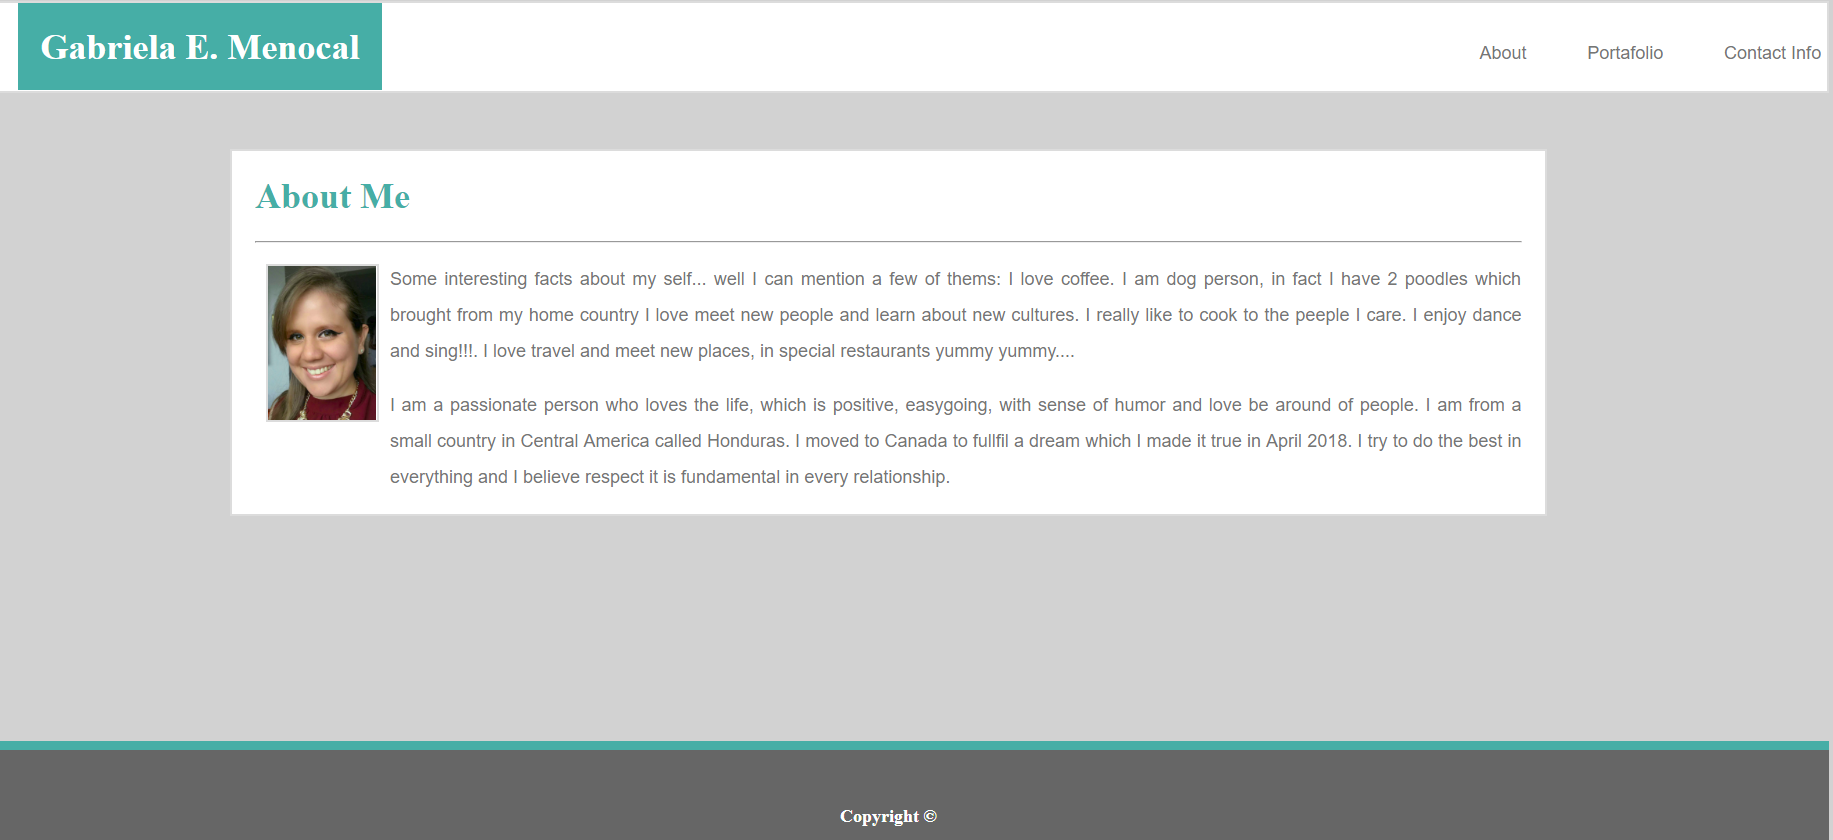 Gabriela E. Menocal
About Portafolio Contact Info
About Me
Some interesting facts about my self... well I can mention a few of thems: I love coffee. I am dog person, in fact I have 2 poodles which
brought from my home country I love meet new people and learn about new cultures. I really like to cook to the peeple I care. I enjoy dance
and sing!!!. I love travel and meet new places, in special restaurants yummy yummy....
I am a passionate person who loves the life, which is positive, easygoing, with sense of humor and love be around of people. I am from a
small country in Central America called Honduras. I moved to Canada to fullfil a dream which I made it true in April 2018. I try to do the best in
everything and I believe respect it is fundamental in every relationship.
Copyright ©